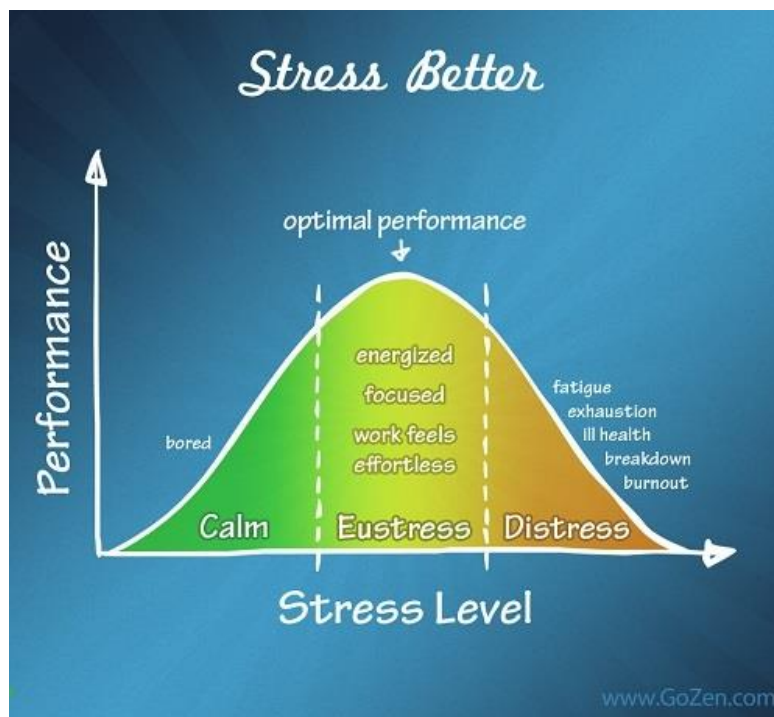 Stress Better
optimal performance
Performance
energized
focused
work feels
effortless
bored
fatigue
exhaustion
ill health
breakdown
burnout
Calm
Eustress
Distress
Stress Level
www.GoZen.com